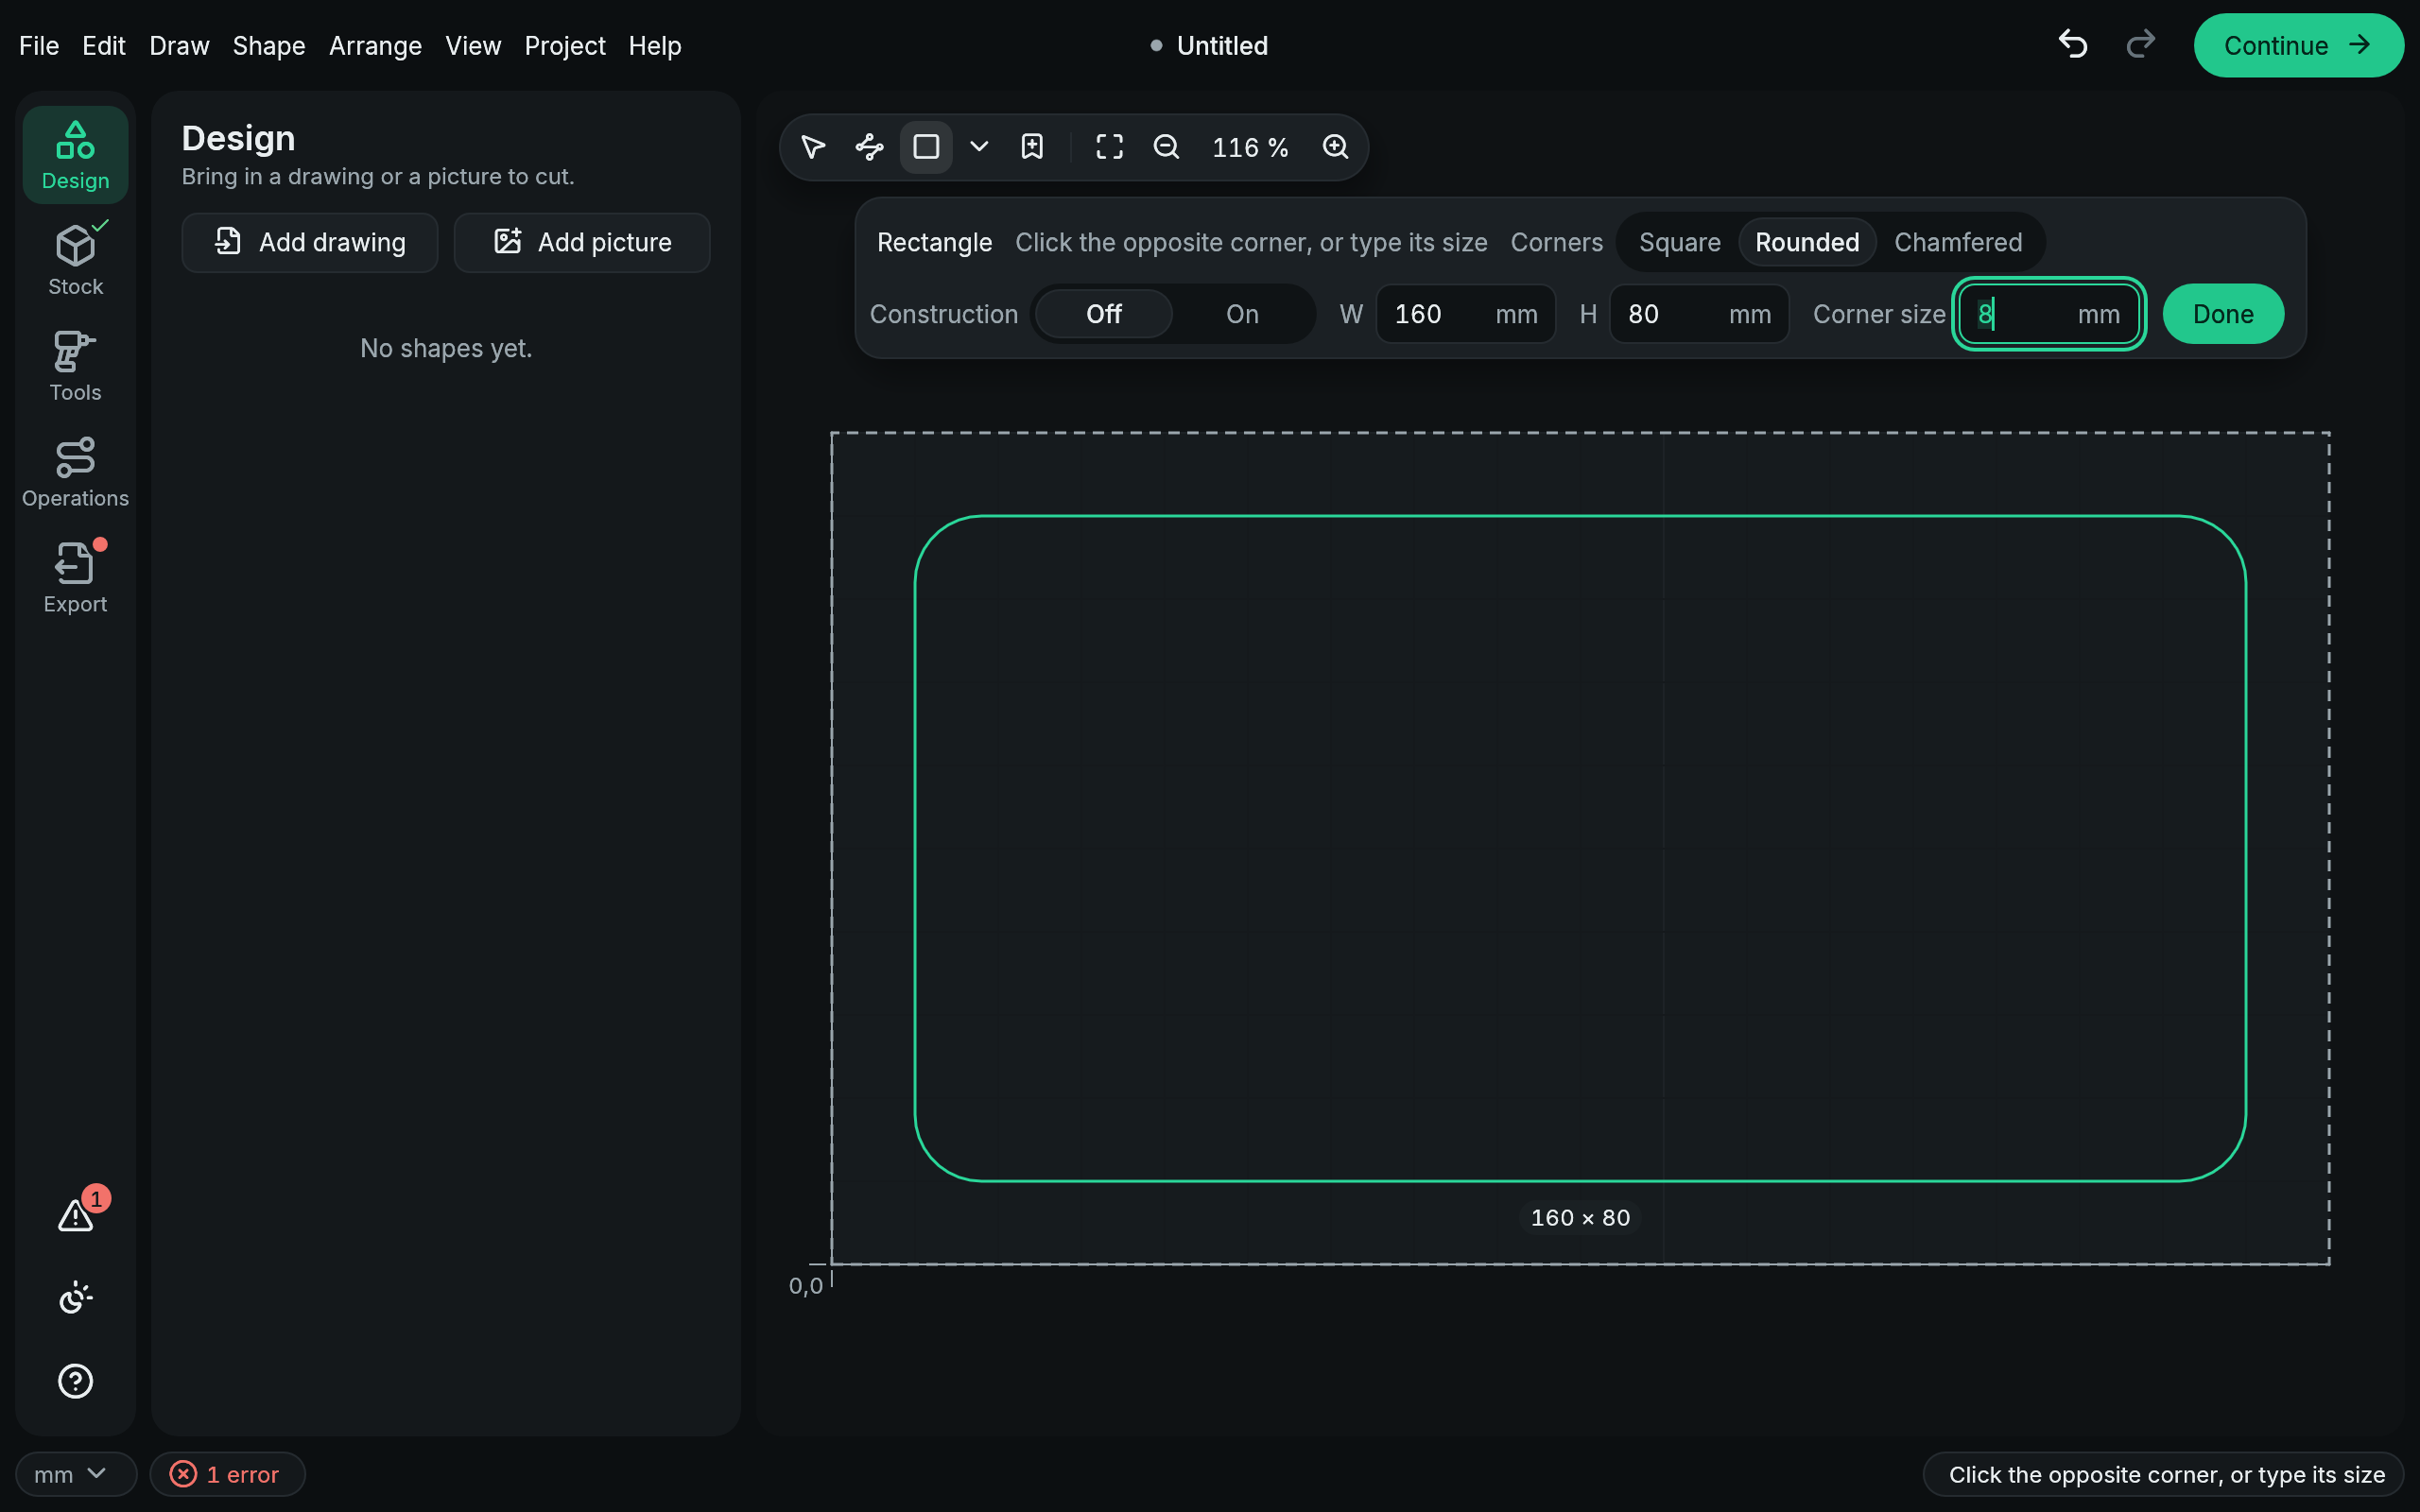 File Edit Draw Shape Arrange View Project Help
Untitled
Continue
Design
Stock
Tools
Operations
Export
1
Design
Bring in a drawing or a picture to cut.
Add drawing
Add picture
No shapes yet.
116 %
Rectangle Click the opposite corner, or type its size Corners Square Rounded Chamfered
Construction Off On W 160 mm H 80 mm Corner size 8 mm Done
160 × 80
0,0
mm
1 error
Click the opposite corner, or type its size